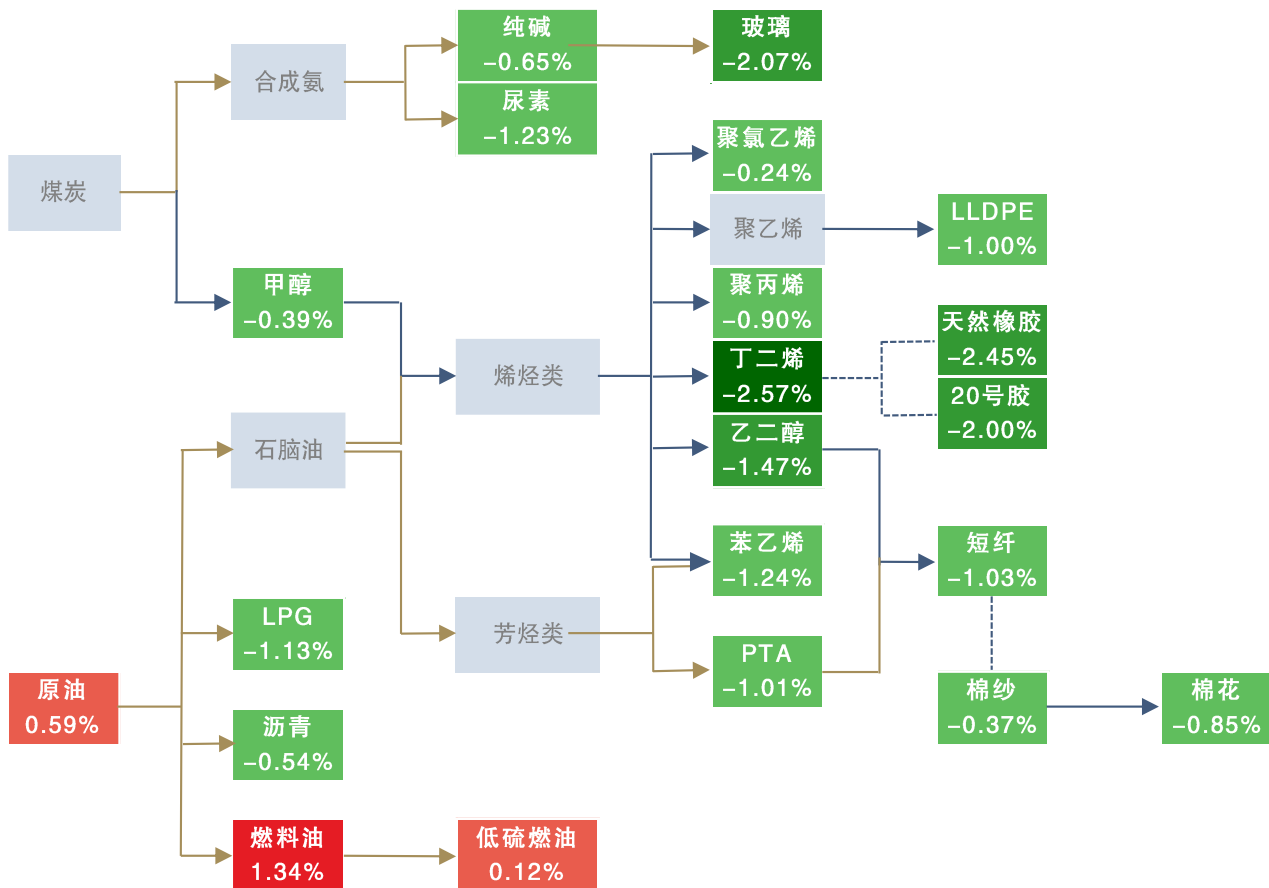 纯碱
-0.65%
玻璃
-2.07%
合成氨
尿素
-1.23%
聚氯乙烯
-0.24%
煤炭
聚乙烯
LLDPE
-1.00%
甲醇
-0.39%
聚丙烯
-0.90%
天然橡胶
-2.45%
烯烃类
丁二烯
-2.57%
20号胶
-2.00%
石脑油
乙二醇
-1.47%
苯乙烯
-1.24%
短纤
-1.03%
LPG
-1.13%
芳烃类
PTA
-1.01%
原油
0.59%
棉纱
-0.37%
棉花
-0.85%
沥青
-0.54%
燃料油
1.34%
低硫燃油
0.12%